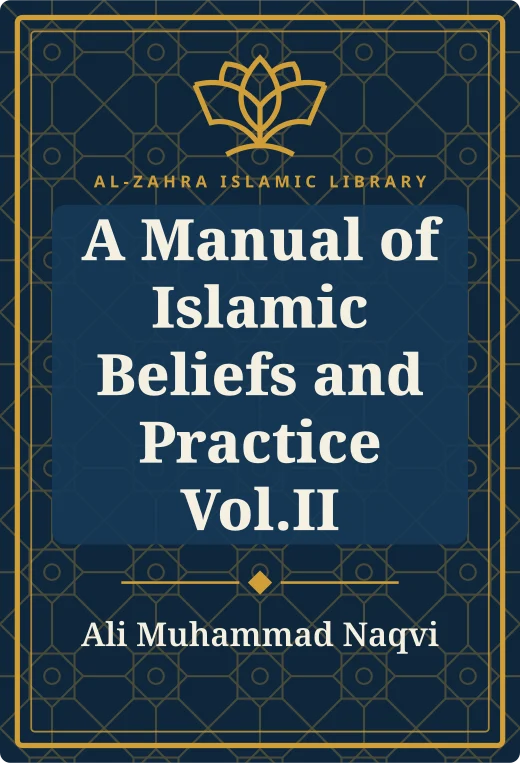 AL-ZAHRA ISLAMIC LIBRARY
A Manual of
Islamic
Beliefs and
Practice
Vol.II
Ali Muhammad Naqvi